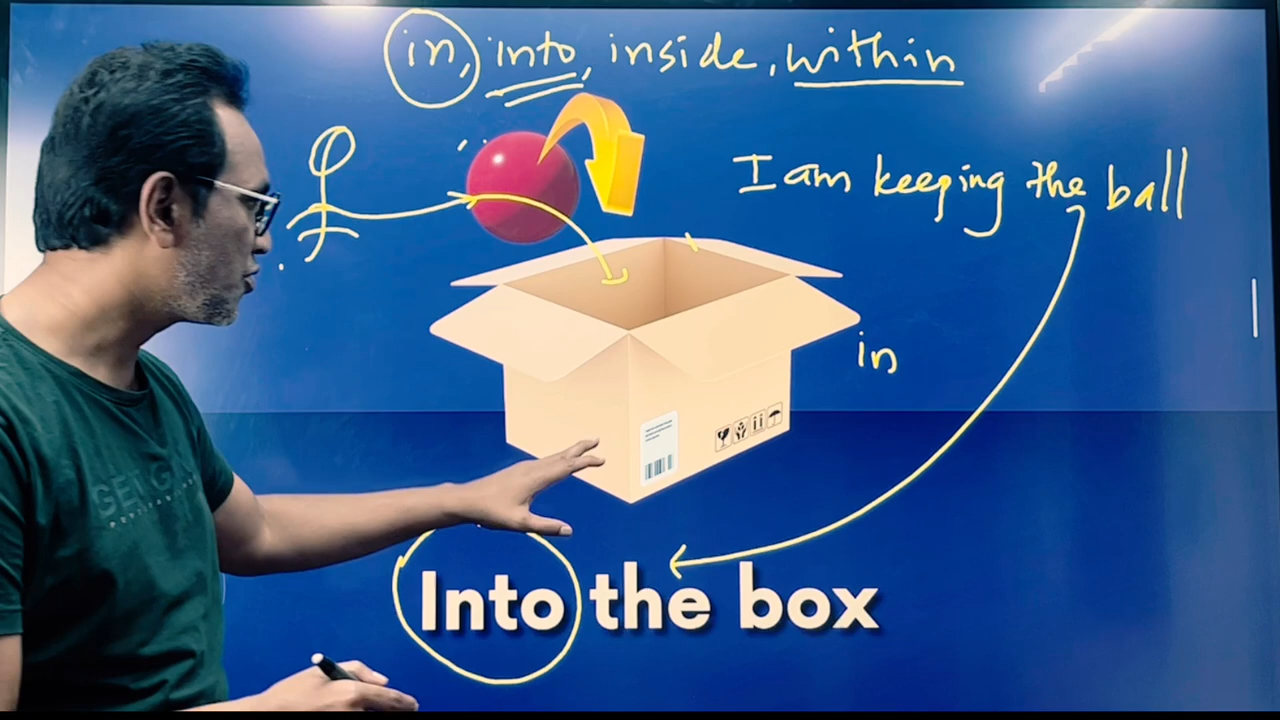 in, into, inside, within
I am keeping the ball
in
Into the box